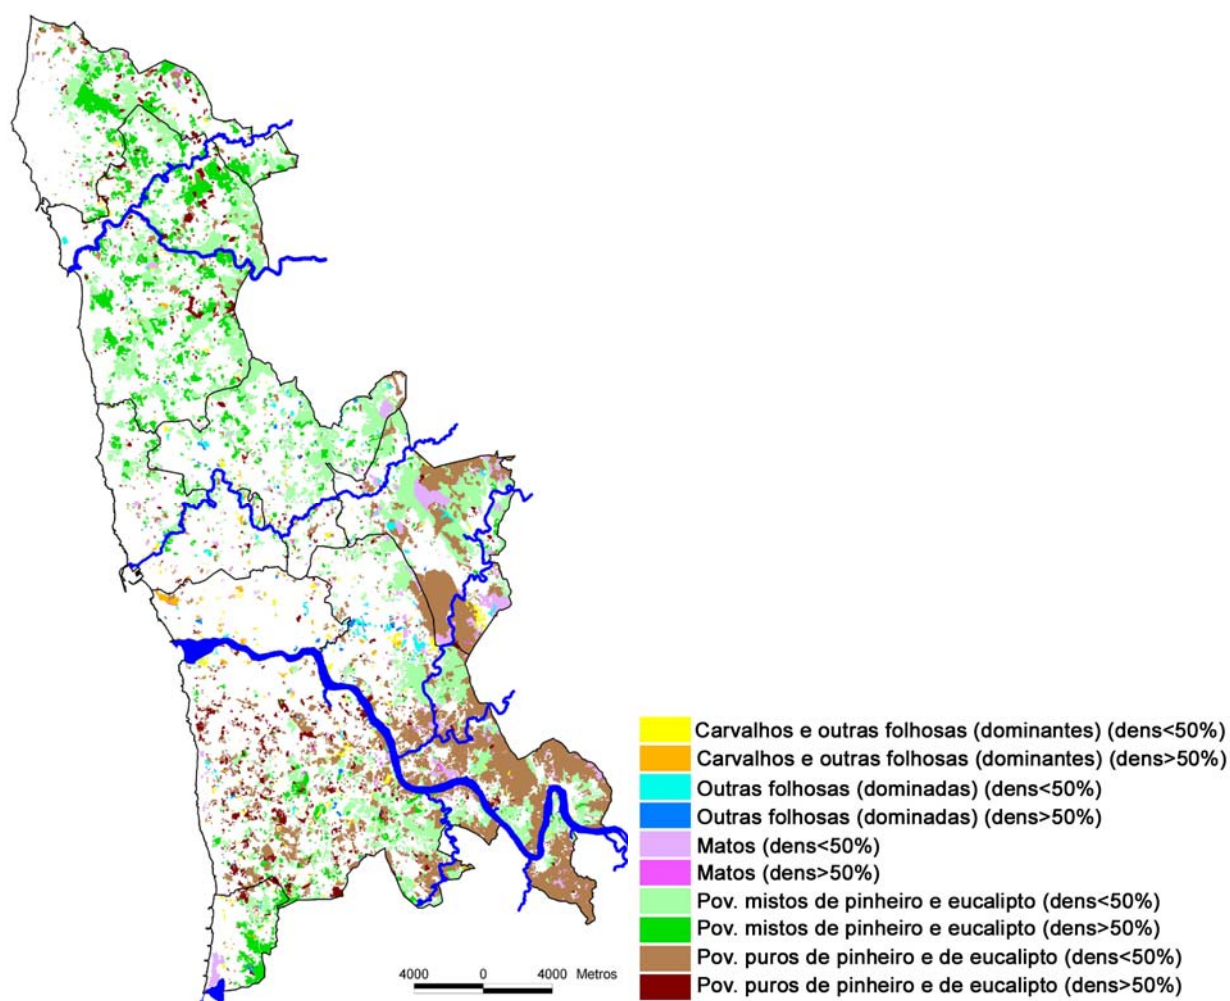 Carvalhos e outras folhosas (dominantes) (dens<50%)
Carvalhos e outras folhosas (dominantes) (dens>50%)
Outras folhosas (dominadas) (dens<50%)
Outras folhosas (dominadas) (dens>50%)
Matos (dens<50%)
Matos (dens>50%)
Pov. mistos de pinheiro e eucalipto (dens<50%)
Pov. mistos de pinheiro e eucalipto (dens>50%)
Pov. puros de pinheiro e de eucalipto (dens<50%)
Pov. puros de pinheiro e de eucalipto (dens>50%)
4000 0 4000 Metros